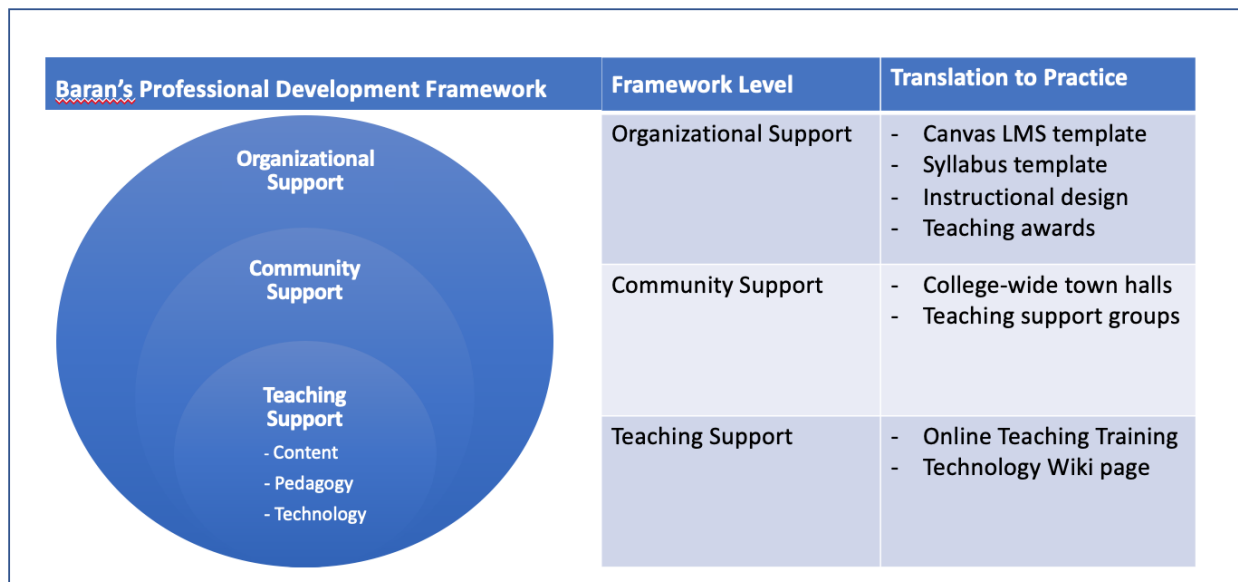 Baran's Professional Development Framework
Framework Level
Translation to Practice
Organizational
Support
Community
Support
Teaching
Support
- Content
- Pedagogy
- Technology
Organizational Support
- Canvas LMS template
- Syllabus template
- Instructional design
- Teaching awards
Community Support
- College-wide town halls
- Teaching support groups
Teaching Support
- Online Teaching Training
- Technology Wiki page